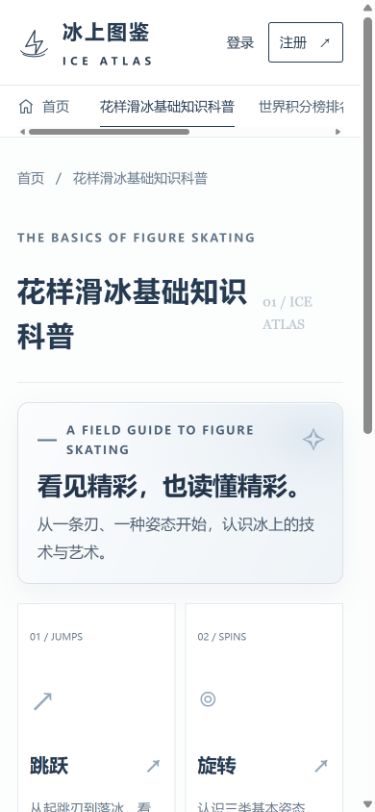 冰上图鉴
ICE ATLAS
登录
注册
首页
花样滑冰基础知识科普
世界积分榜排
首页 / 花样滑冰基础知识科普
THE BASICS OF FIGURE SKATING
花样滑冰基础知识
科普
01 / ICE
ATLAS
A FIELD GUIDE TO FIGURE
SKATING
看见精彩，也读懂精彩。
从一条刃、一种姿态开始，认识冰上的技
术与艺术。
01 / JUMPS
跳跃
从起跳刃到落冰，看
02 / SPINS
旋转
认识三类基本姿态